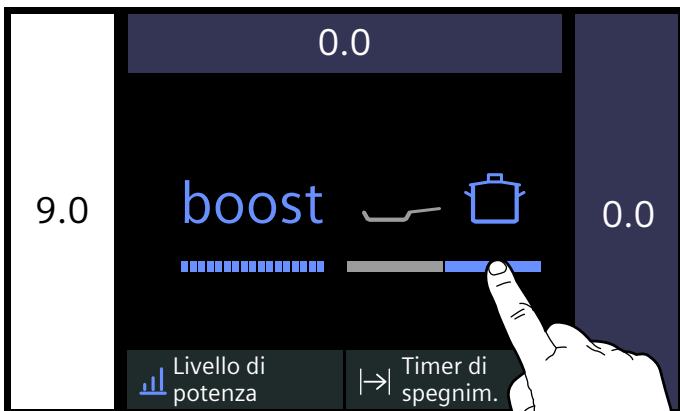 0.0
9.0
boost
0.0
Livello di
potenza
Timer di
spegnim.